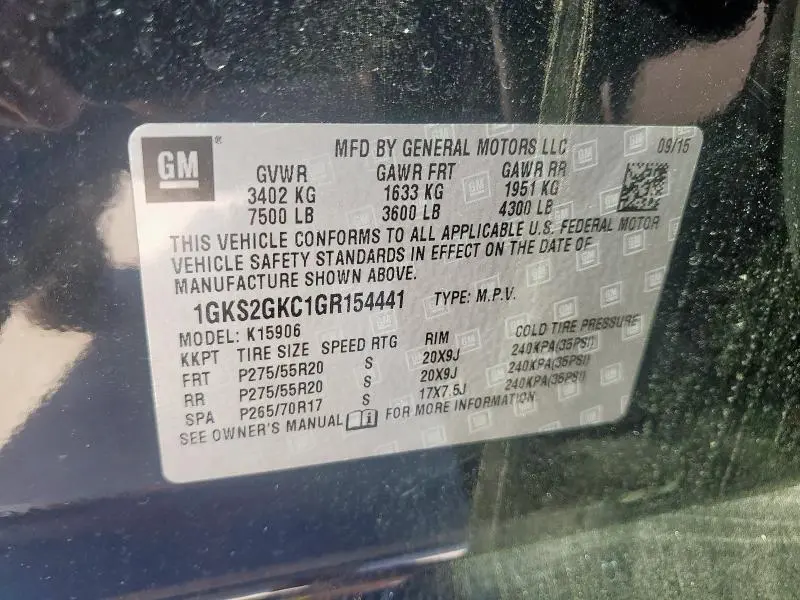 GM® MFD BY GENERAL MOTORS LLC 09/15
GVWR GAWR FRT GAWR RR
3402 KG 1633 KG 1951 KG
7500 LB 3600 LB 4300 LB
THIS VEHICLE CONFORMS TO ALL APPLICABLE U.S. FEDERAL MOTOR
VEHICLE SAFETY STANDARDS IN EFFECT ON THE DATE OF
MANUFACTURE SHOWN ABOVE.
1GKS2GKC1GR154441 TYPE: M.P.V.
MODEL: K15906
KKPT TIRE SIZE SPEED RTG RIM COLD TIRE PRESSURE
FRT P275/55R20 S 20X9J 240KPA(35PSI)
RR P275/55R20 S 20X9J 240KPA(35PSI)
SPA P265/70R17 S 17X7.5J 240KPA(35PSI)
SEE OWNER'S MANUAL FOR MORE INFORMATION.